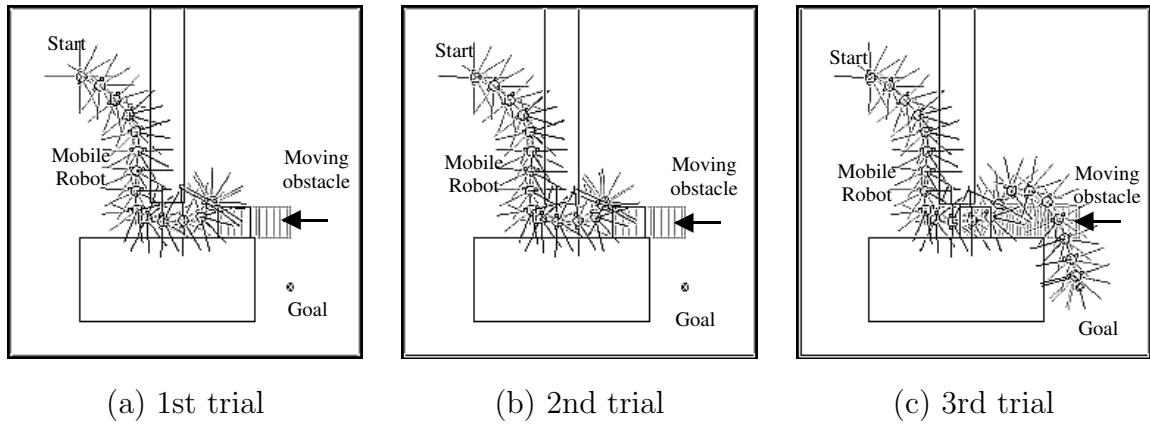 Start
Mobile
Robot
Moving
obstacle
Goal
(a) 1st trial
Start
Mobile
Robot
Moving
obstacle
Goal
(b) 2nd trial
Start
Mobile
Robot
Moving
obstacle
Goal
(c) 3rd trial